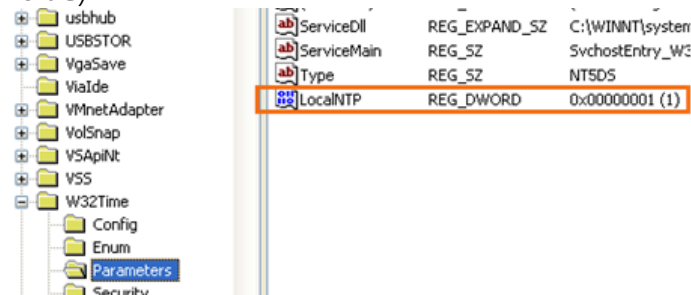 usbhub
USBSTOR
VgaSave
ViaIde
VMnetAdapter
VolSnap
VSApiNt
VSS
W32Time
Config
Enum
Parameters
Security
ServiceDll REG_EXPAND_SZ C:\WINNT\system
ServiceMain REG_SZ SvchostEntry_W3
Type REG_SZ NT5DS
LocalNTP REG_DWORD 0x00000001 (1)